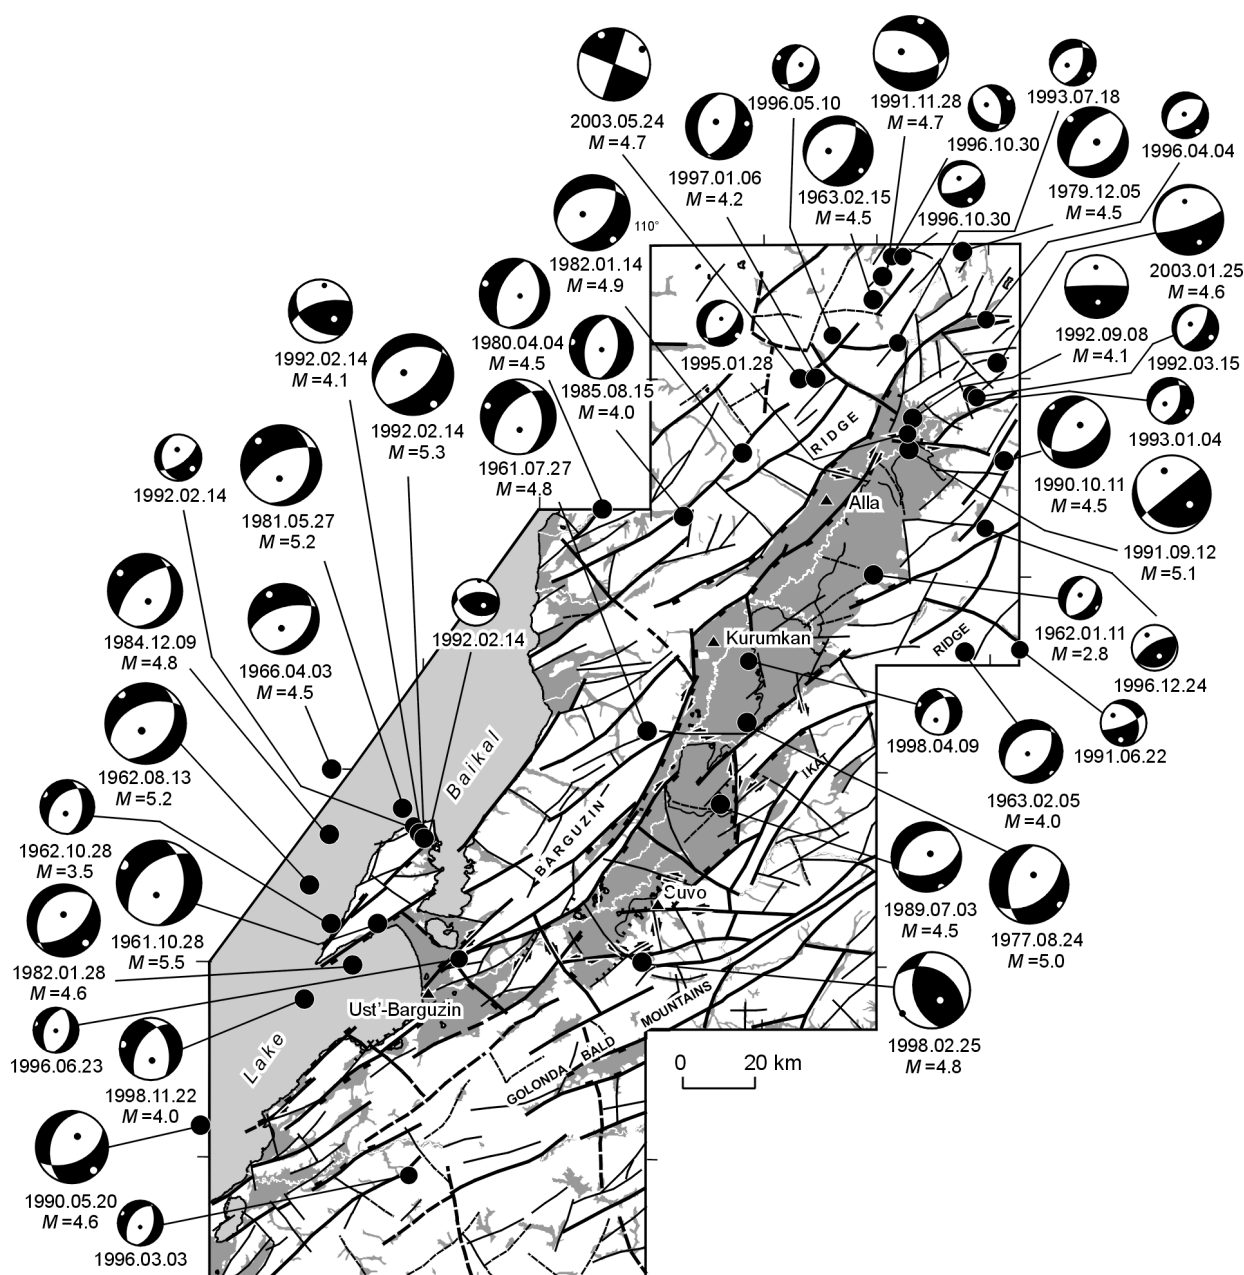 2003.05.24
M=4.7
1996.05.10
1991.11.28
M=4.7
1993.07.18
1997.01.06
M=4.2
1963.02.15
M=4.5
1996.10.30
1996.04.04
1979.12.05
M=4.5
1996.10.30
110°
1982.01.14
M=4.9
2003.01.25
M=4.6
1992.02.14
M=4.1
1980.04.04
M=4.5
1985.08.15
M=4.0
1995.01.28
1992.09.08
M=4.1
1992.03.15
1992.02.14
M=5.3
1961.07.27
M=4.8
RIDGE
1993.01.04
1992.02.14
1981.05.27
M=5.2
1990.10.11
M=4.5
Alla
1991.09.12
M=5.1
1984.12.09
M=4.8
1966.04.03
M=4.5
1992.02.14
Kurumkan
RIDGE
1962.01.11
M=2.8
1996.12.24
1962.08.13
M=5.2
Baikal
1998.04.09
1991.06.22
IKAT
1963.02.05
M=4.0
1962.10.28
M=3.5
BARGUZIN
1961.10.28
M=5.5
Čuvo
1989.07.03
M=4.5
1977.08.24
M=5.0
1982.01.28
M=4.6
Ust'-Barguzin
MOUNTAINS
1996.06.23
Lake
BALD
GOLONDA
1998.02.25
M=4.8
1998.11.22
M=4.0
0 20 km
1990.05.20
M=4.6
1996.03.03